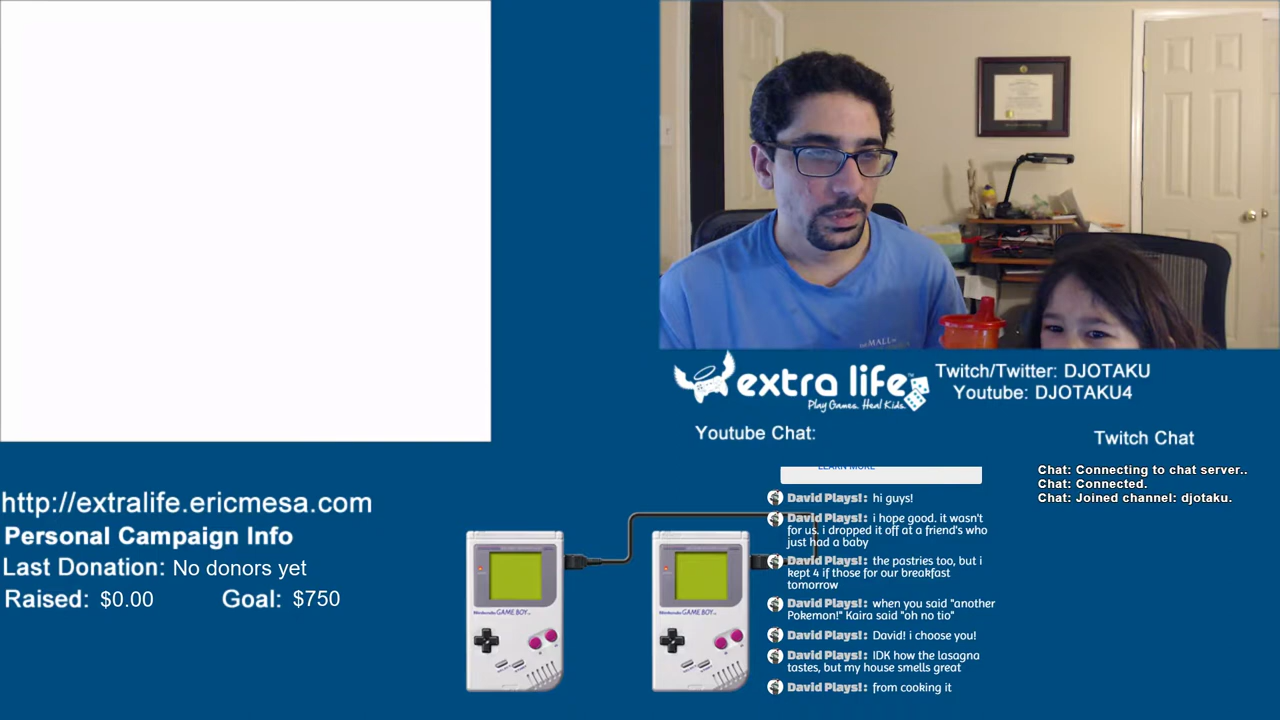 THE MALL
extra life
Play Games. Heal Kids.
Twitch/Twitter: DJOTAKU
Youtube: DJOTAKU4
Youtube Chat:
Twitch Chat
LEARN MORE
David Plays!: hi guys!
David Plays!: i hope good. it wasn't
for us. i dropped it off at a friend's who
just had a baby
David Plays!: the pastries too, but i
kept 4 if those for our breakfast
tomorrow
David Plays!: when you said "another
Pokemon!" Kaira said "oh no tio"
David Plays!: David! i choose you!
David Plays!: IDK how the lasagna
tastes, but my house smells great
David Plays!: from cooking it
Chat: Connecting to chat server..
Chat: Connected.
Chat: Joined channel: djotaku.
http://extralife.ericmesa.com
Personal Campaign Info
Last Donation: No donors yet
Raised: $0.00 Goal: $750
Nintendo GAME BOY
Nintendo GAME BOY